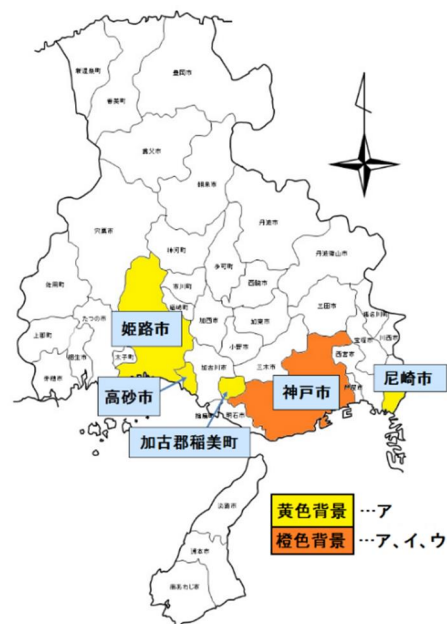 新温泉町
香美町
豊岡市
養父市
朝来市
宍粟市
丹波市
神河町
多可町
丹波篠山市
佐用町
市川町
西脇市
猪名川町
三田市
姫路市
福崎町
加西市
加東市
川西市
たつの市
上郡町
宝塚市
小野市
西宮市
尼崎市
相生市
太子町
加古川市
三木市
神戸市
赤穂市
高砂市
芦屋市
明石市
加古郡稲美町
淡路市
黄色背景 …ア
橙色背景 …ア、イ、ウ
洲本市
南あわじ市